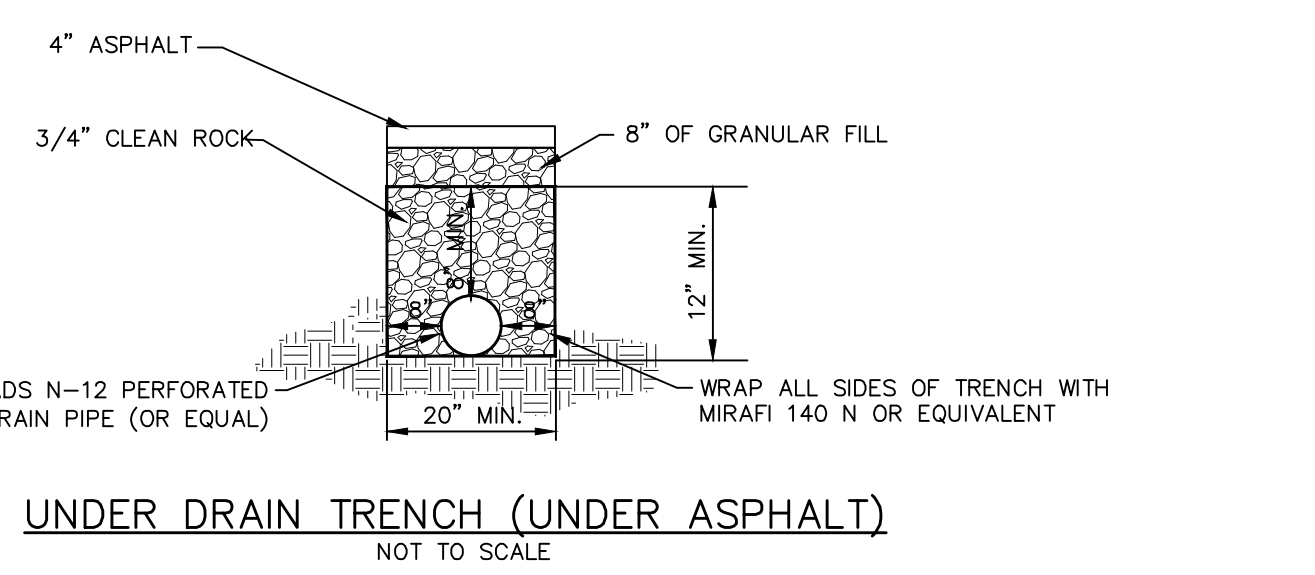 4” ASPHALT
3/4” CLEAN ROCK
8” OF GRANULAR FILL
8” MIN.
12” MIN.
8”
8”
N-12 PERFORATED
PIPE (OR EQUAL)
WRAP ALL SIDES OF TRENCH WITH
MIRAFI 140 N OR EQUIVALENT
20” MIN.
UNDER DRAIN TRENCH (UNDER ASPHALT)
NOT TO SCALE